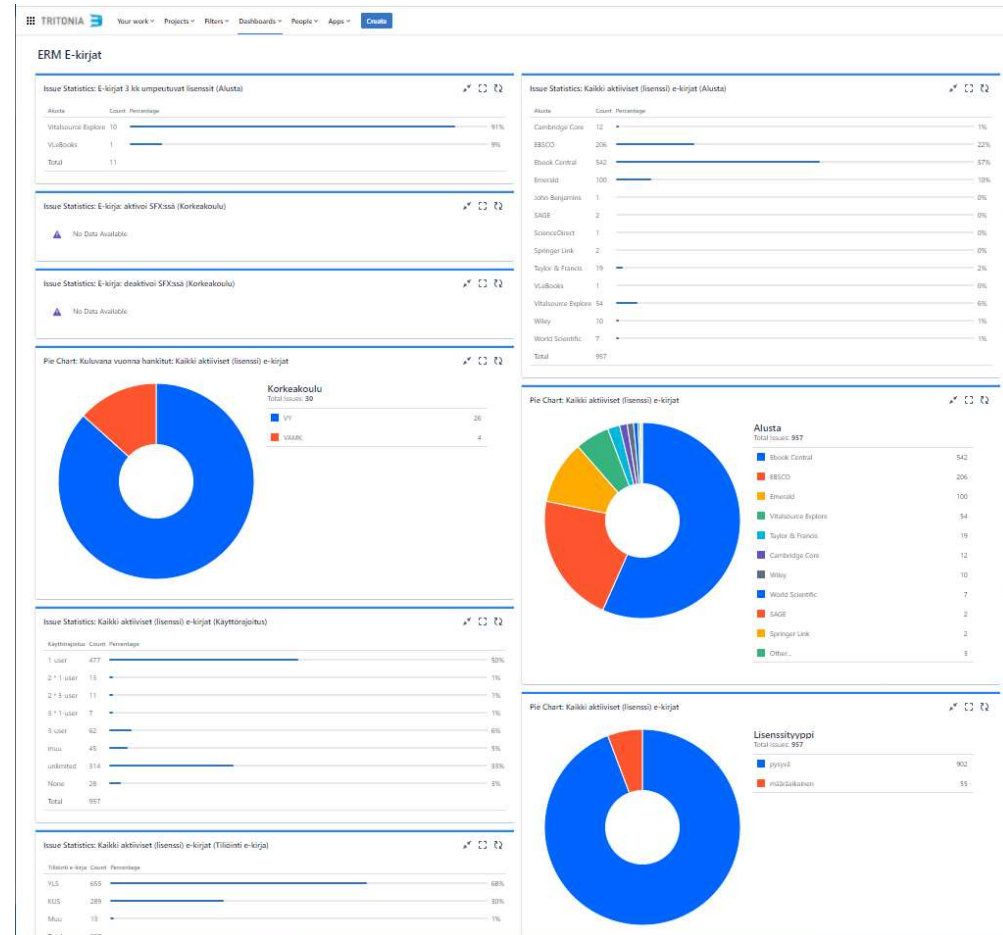 TRITONIA Your work Projects Filters Dashboards People Apps Create
ERM E-kirjat
Issue Statistics: E-kirjat 3 kk umpeutuvat lisenssit (Alusta)
Alusta Count Percentage
Vitalsource Explore 10 91%
VLeBooks 1 9%
Total 11
Issue Statistics: E-kirja: aktivoi SFX:ssä (Korkeakoulu)
No Data Available
Issue Statistics: E-kirja: deaktivoi SFX:ssä (Korkeakoulu)
No Data Available
Pie Chart: Kuluvana vuonna hankitut: Kaikki aktiiviset (lisenssi) e-kirjat
Korkeakoulu
Total Issues: 30
VY 26
VAMK 4
Issue Statistics: Kaikki aktiiviset (lisenssi) e-kirjat (Käyttörajoitus)
Käyttörajoitus Count Percentage
1 user 477 50%
2 * 1 user 13 1%
2 * 3 user 11 1%
3 * 1 user 7 1%
3 user 62 6%
muu 45 5%
unlimited 314 33%
None 28 3%
Total 957
Issue Statistics: Kaikki aktiiviset (lisenssi) e-kirjat (Tiliöinti e-kirja)
Tiliöinti e-kirja Count Percentage
YLS 655 68%
KUS 289 30%
Muu 13 1%
Issue Statistics: Kaikki aktiiviset (lisenssi) e-kirjat (Alusta)
Alusta Count Percentage
Cambridge Core 12 1%
EBSCO 206 22%
Ebook Central 542 57%
Emerald 100 10%
John Benjamins 1 0%
SAGE 2 0%
ScienceDirect 1 0%
Springer Link 2 0%
Taylor & Francis 19 2%
VLeBooks 1 0%
Vitalsource Explore 54 6%
Wiley 10 1%
World Scientific 7 1%
Total 957
Pie Chart: Kaikki aktiiviset (lisenssi) e-kirjat
Alusta
Total Issues: 957
Ebook Central 542
EBSCO 206
Emerald 100
Vitalsource Explore 54
Taylor & Francis 19
Cambridge Core 12
Wiley 10
World Scientific 7
SAGE 2
Springer Link 2
Other... 3
Pie Chart: Kaikki aktiiviset (lisenssi) e-kirjat
Lisenssityyppi
Total Issues: 957
pysyvä 902
määräaikainen 55